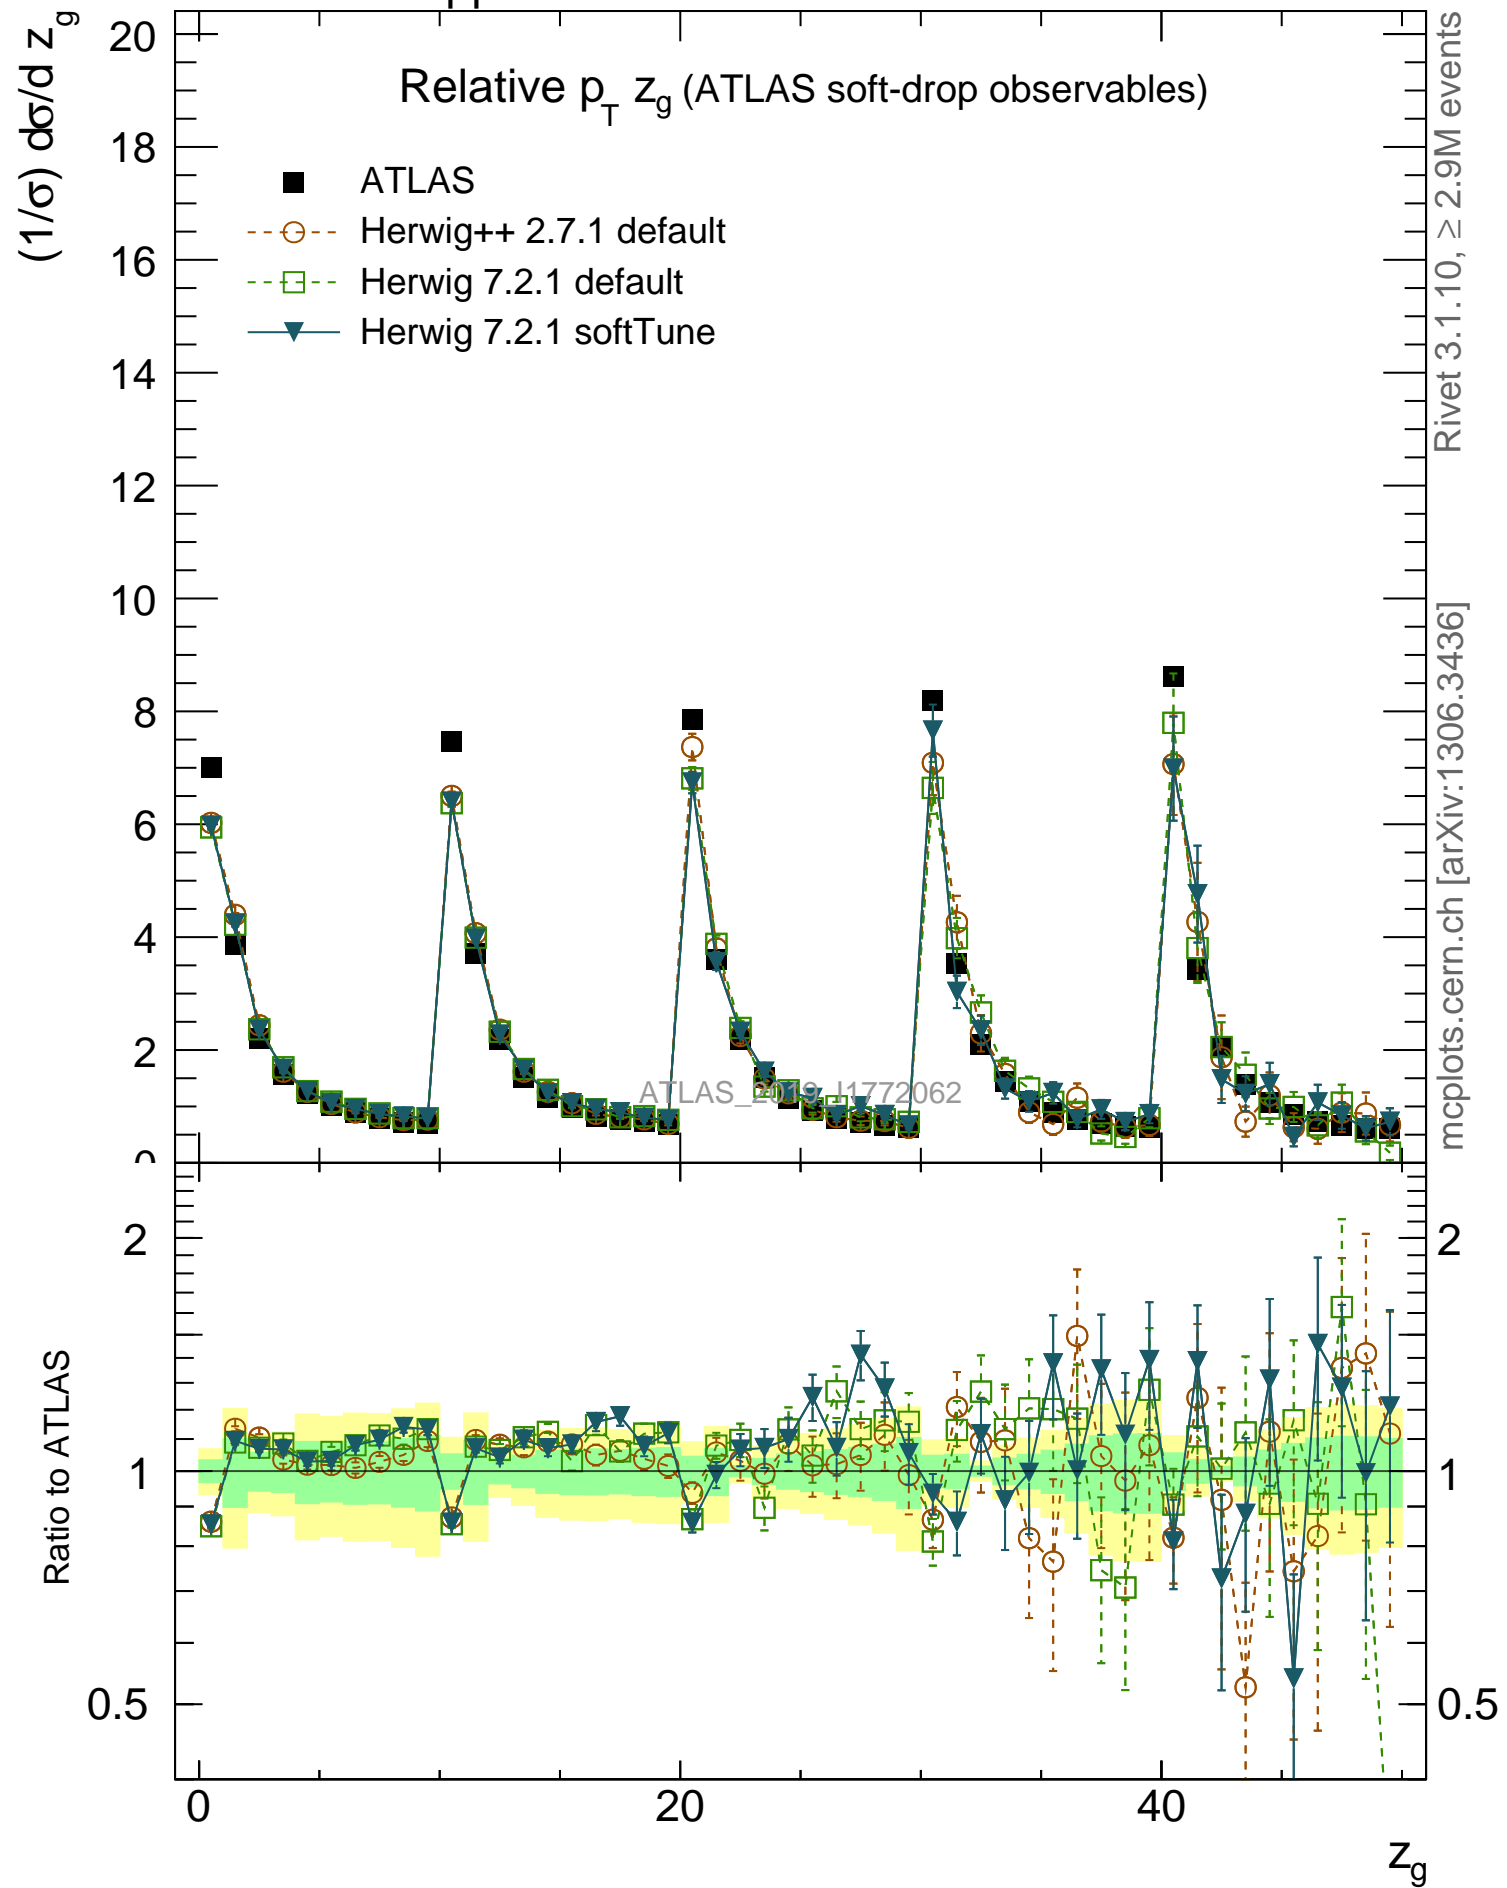 (1/σ) dσ/d z_g
Relative p_T z_g (ATLAS soft-drop observables)
ATLAS
Herwig++ 2.7.1 default
Herwig 7.2.1 default
Herwig 7.2.1 softTune
20
18
16
14
12
10
8
6
4
2
0
ATLAS_2019_I1772062
Rivet 3.1.10, ≥ 2.9M events
mcplots.cern.ch [arXiv:1306.3436]
Ratio to ATLAS
2
1
0.5
2
1
0.5
0
20
40
z_g